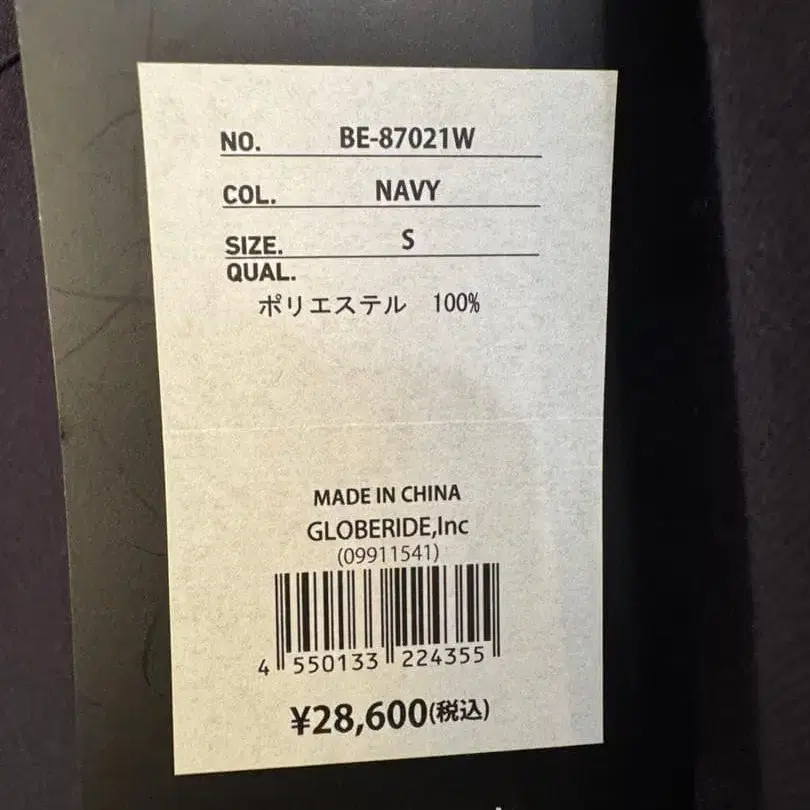 NO. BE-87021W
COL. NAVY
SIZE. S
QUAL.
ポリエステル 100%
MADE IN CHINA
GLOBERIDE,Inc
(09911541)
4 550133 224355
¥28,600(税込)